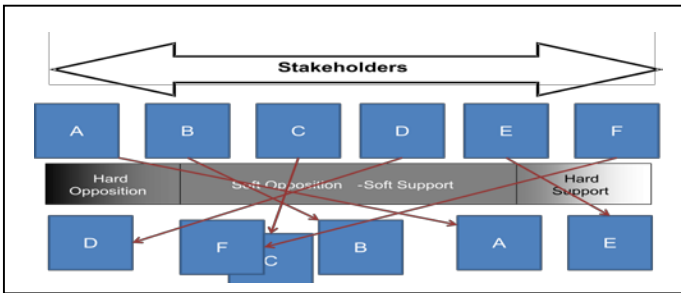 Stakeholders
A B C D E F
Hard Opposition Soft Opposition -Soft Support Hard Support
D F C B A E